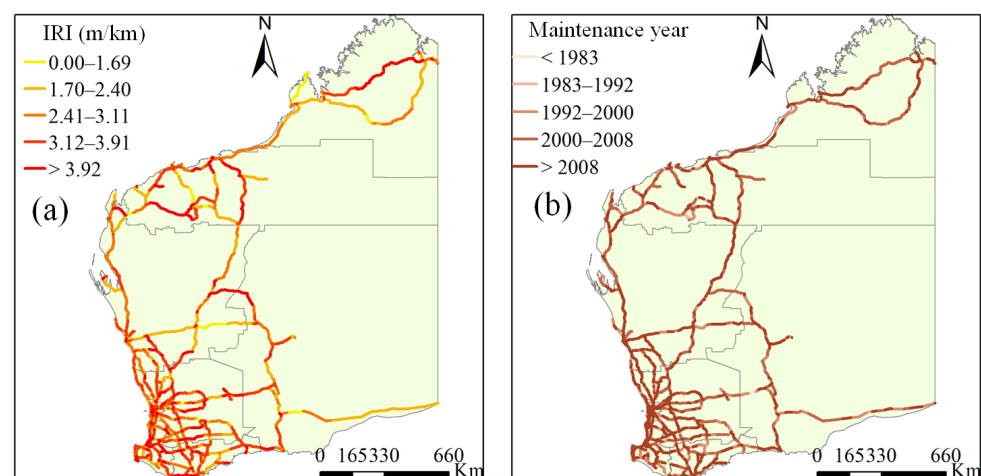 IRI (m/km)
0.00–1.69
1.70–2.40
2.41–3.11
3.12–3.91
> 3.92
N
(a)
0 165330 660
Km
Maintenance year
< 1983
1983–1992
1992–2000
2000–2008
> 2008
N
(b)
0 165330 660
Km